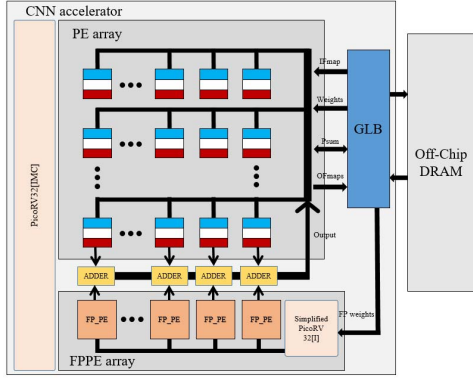 CNN accelerator
PE array
PicoRV32[IMC]
IFmap
Weights
Psum
OFmaps
GLB
Off-Chip
DRAM
Output
ADDER
ADDER
ADDER
ADDER
FP_PE
FP_PE
FP_PE
FP_PE
Simplified
PicoRV
32[I]
FP weights
FPPE array